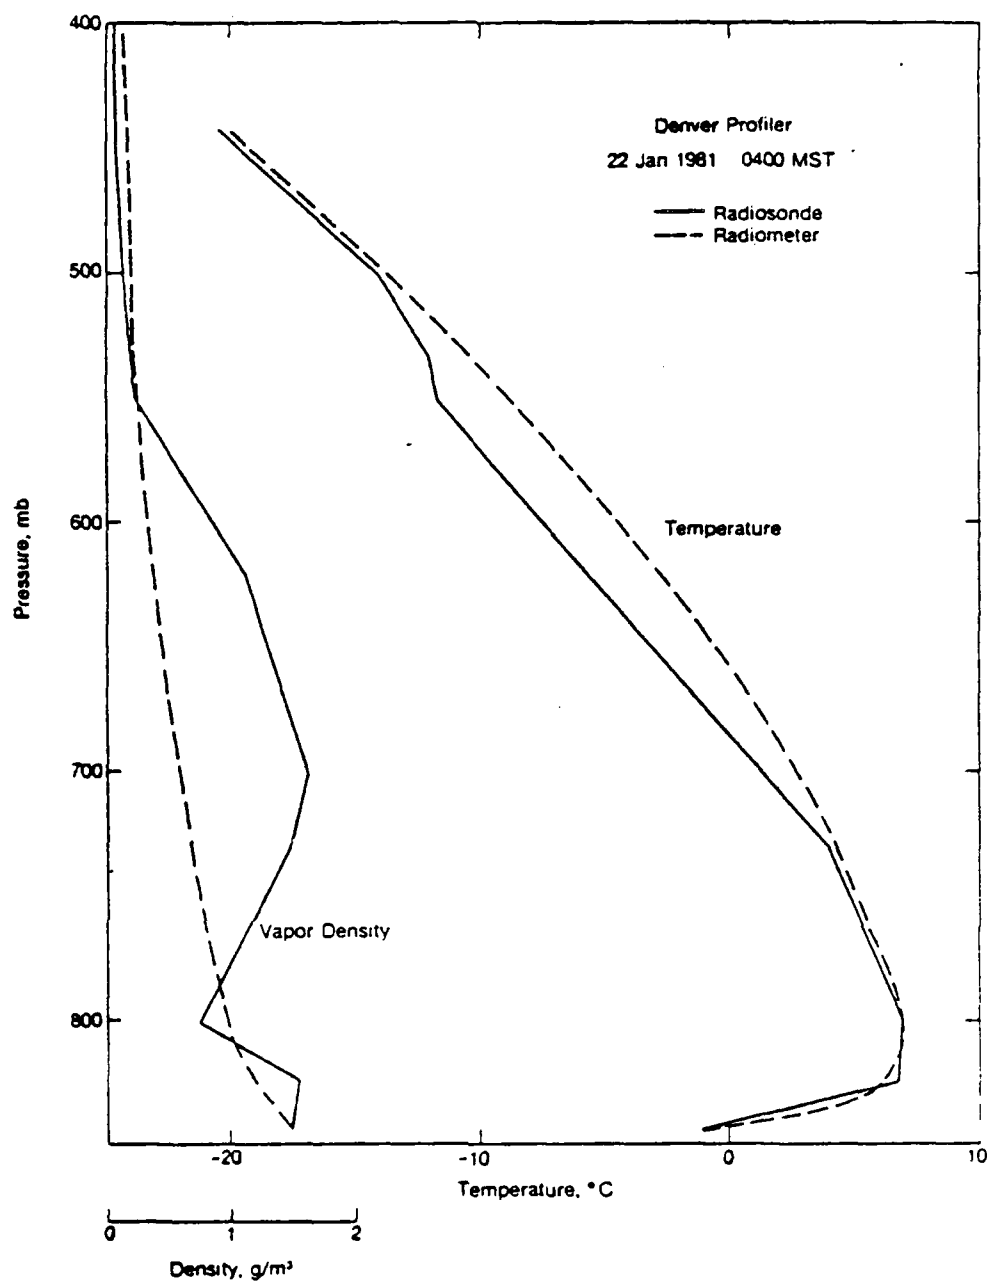 400
500
600
700
800
Pressure, mb
Denver Profiler
22 Jan 1981 0400 MST
Radiosonde
Radiometer
Temperature
Vapor Density
-20
-10
0
10
Temperature, °C
0
1
2
Density, g/m³